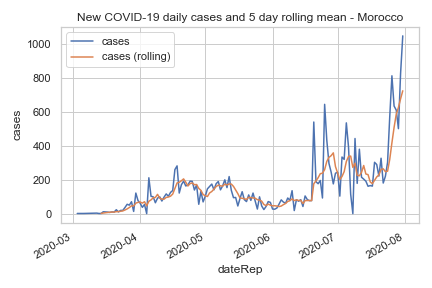 New COVID-19 daily cases and 5 day rolling mean - Morocco
cases
cases (rolling)
1000
800
600
400
200
0
cases
2020-03
2020-04
2020-05
2020-06
2020-07
2020-08
dateRep